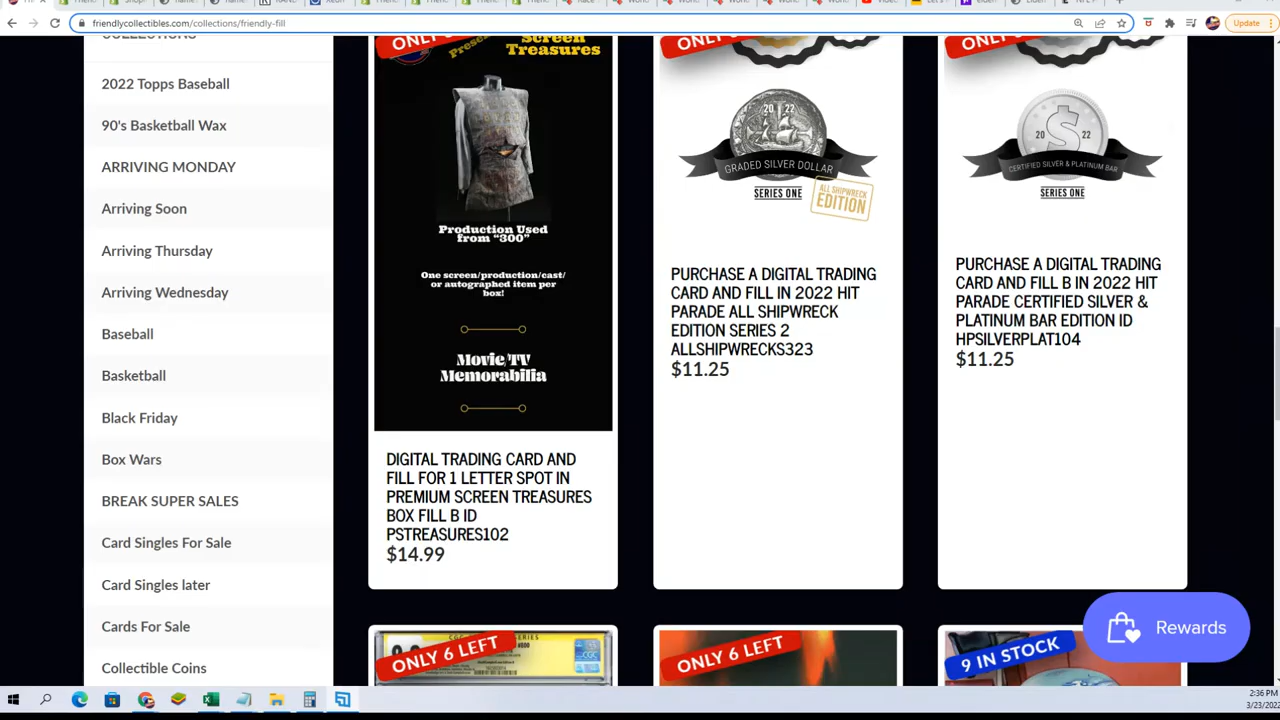 friendlycollectibles.com/collections/friendly-fill
Update
COLLECTIONS
2022 Topps Baseball
90's Basketball Wax
ARRIVING MONDAY
Arriving Soon
Arriving Thursday
Arriving Wednesday
Baseball
Basketball
Black Friday
Box Wars
BREAK SUPER SALES
Card Singles For Sale
Card Singles later
Cards For Sale
Collectible Coins
Screen
Treasures
Production Used
from "300"
One screen/production/cast/
or autographed item per
box!
Movie/TV
Memorabilia
DIGITAL TRADING CARD AND
FILL FOR 1 LETTER SPOT IN
PREMIUM SCREEN TREASURES
BOX FILL B ID
PSTREASURES102
$14.99
20 22
GRADED SILVER DOLLAR
SERIES ONE
ALL SHIPWRECK
EDITION
PURCHASE A DIGITAL TRADING
CARD AND FILL IN 2022 HIT
PARADE ALL SHIPWRECK
EDITION SERIES 2
ALLSHIPWRECKS323
$11.25
20 22
CERTIFIED SILVER & PLATINUM BAR
SERIES ONE
PURCHASE A DIGITAL TRADING
CARD AND FILL B IN 2022 HIT
PARADE CERTIFIED SILVER &
PLATINUM BAR EDITION ID
HPSILVERPLAT104
$11.25
ONLY 6 LEFT
ONLY 6 LEFT
9 IN STOCK
Rewards
2:36 PM